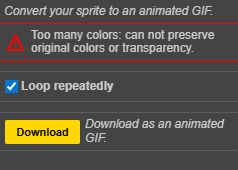 Convert your sprite to an animated GIF.
Too many colors: can not preserve
original colors or transparency.
Loop repeatedly
Download
Download as an animated
GIF.